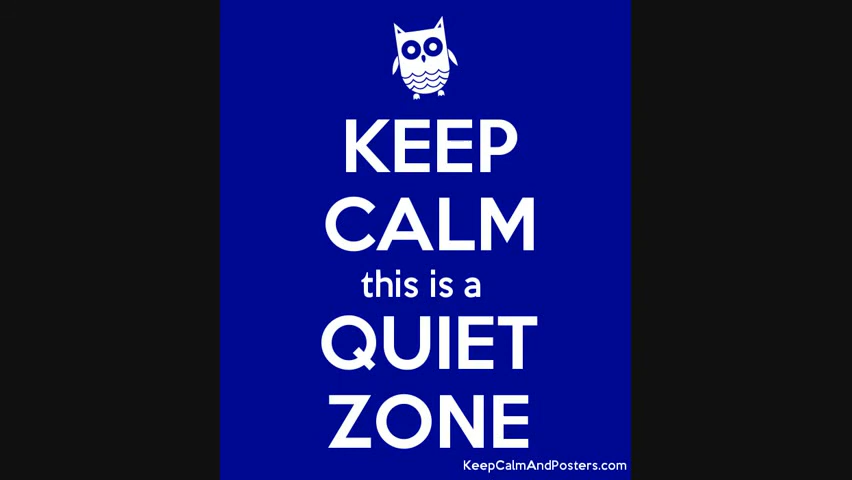 KEEP
CALM
this is a
QUIET
ZONE
KeepCalmAndPosters.com